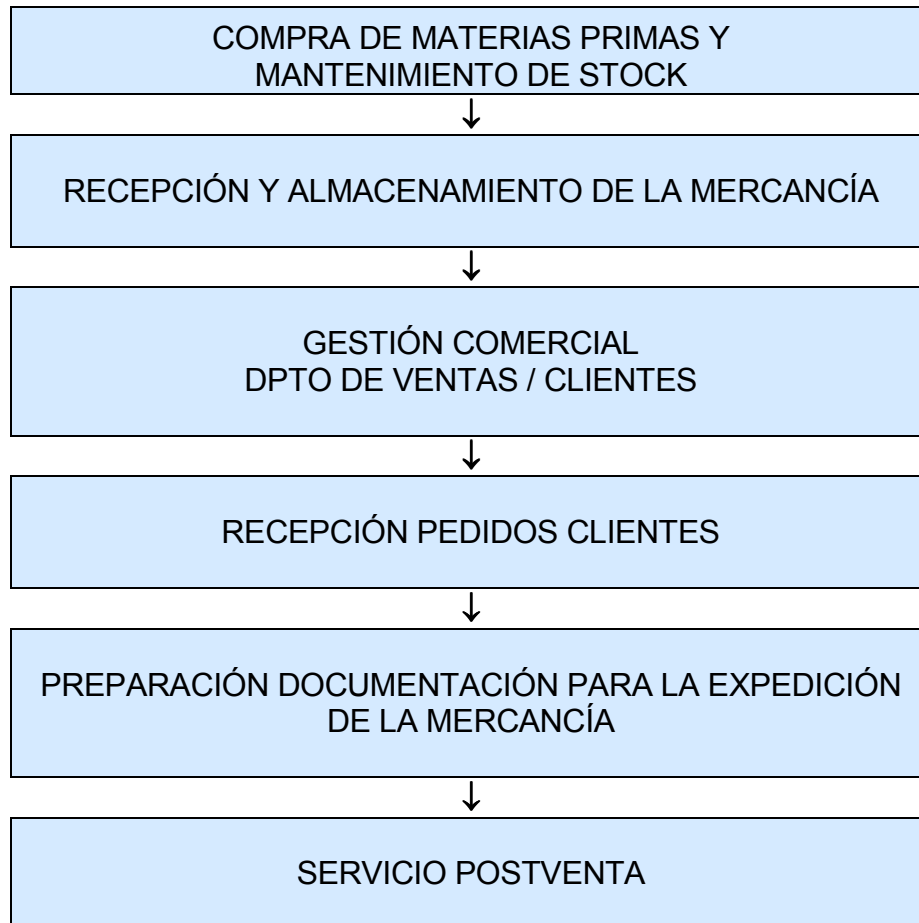 COMPRA DE MATERIAS PRIMAS Y
MANTENIMIENTO DE STOCK
RECEPCIÓN Y ALMACENAMIENTO DE LA MERCANCÍA
GESTIÓN COMERCIAL
DPTO DE VENTAS / CLIENTES
RECEPCIÓN PEDIDOS CLIENTES
PREPARACIÓN DOCUMENTACIÓN PARA LA EXPEDICIÓN
DE LA MERCANCÍA
SERVICIO POSTVENTA